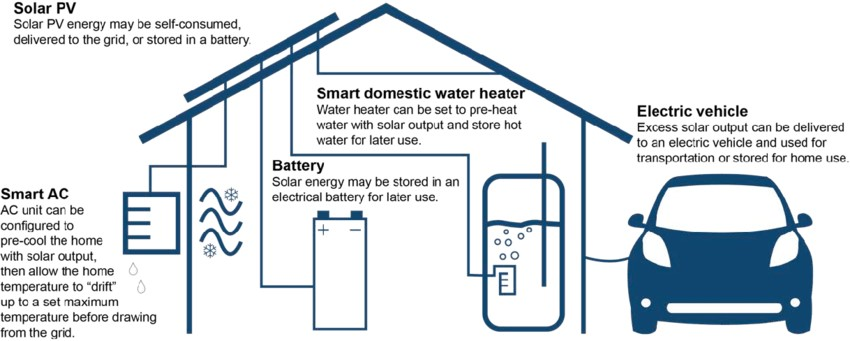 Solar PV
Solar PV energy may be self-consumed,
delivered to the grid, or stored in a battery.
Smart domestic water heater
Water heater can be set to pre-heat
water with solar output and store hot
water for later use.
Electric vehicle
Excess solar output can be delivered
to an electric vehicle and used for
transportation or stored for home use.
Battery
Solar energy may be stored in an
electrical battery for later use.
Smart AC
AC unit can be
configured to
pre-cool the home
with solar output,
then allow the home
temperature to “drift”
up to a set maximum
temperature before drawing
from the grid.
+ −